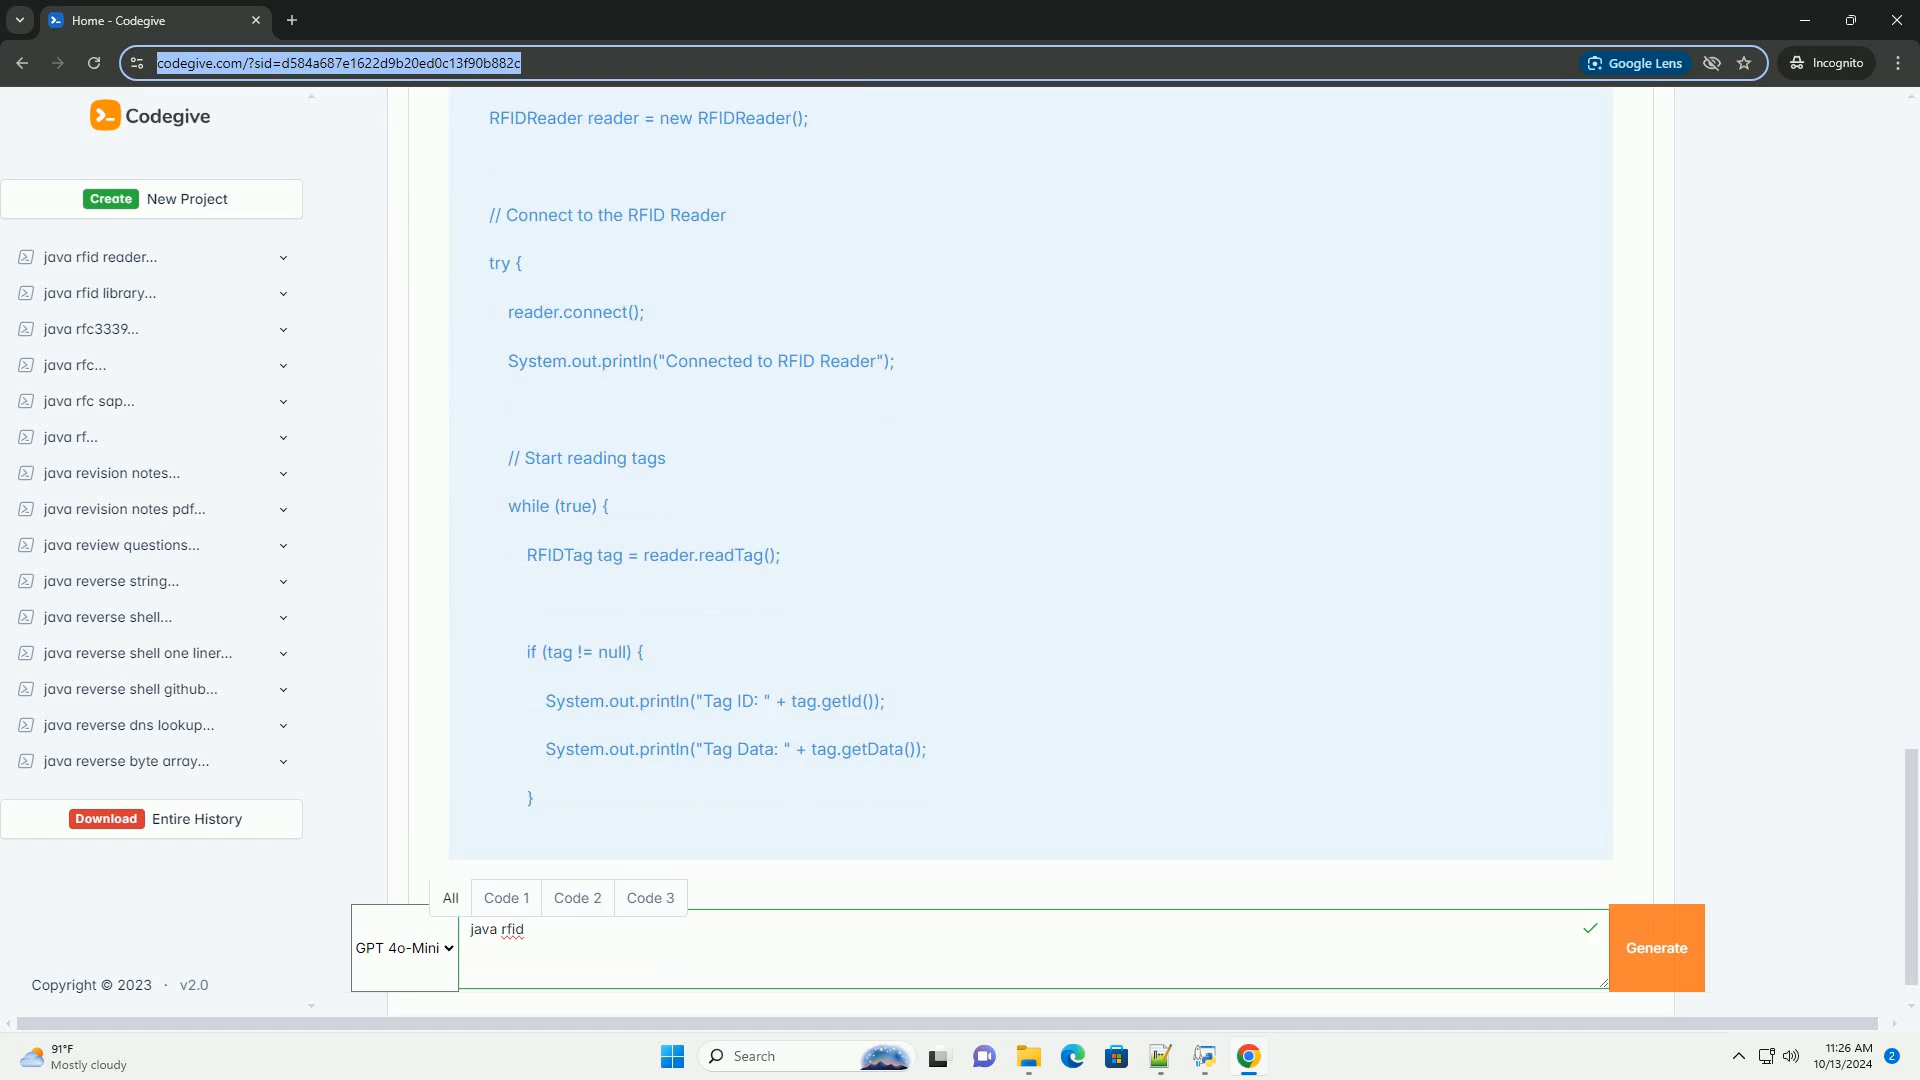 Home - Codegive
codegive.com/?sid=d584a687e1622d9b20ed0c13f90b882c
Google Lens
Incognito
Codegive
Create New Project
java rfid reader...
java rfid library...
java rfc3339...
java rfc...
java rfc sap...
java rf...
java revision notes...
java revision notes pdf...
java review questions...
java reverse string...
java reverse shell...
java reverse shell one liner...
java reverse shell github...
java reverse dns lookup...
java reverse byte array...
Download Entire History
Copyright © 2023 · v2.0
RFIDReader reader = new RFIDReader();
// Connect to the RFID Reader
try {
reader.connect();
System.out.println("Connected to RFID Reader");
// Start reading tags
while (true) {
RFIDTag tag = reader.readTag();
if (tag != null) {
System.out.println("Tag ID: " + tag.getId());
System.out.println("Tag Data: " + tag.getData());
}
All Code 1 Code 2 Code 3
GPT 4o-Mini
java rfid
Generate
91°F
Mostly cloudy
Search
11:26 AM
10/13/2024
2